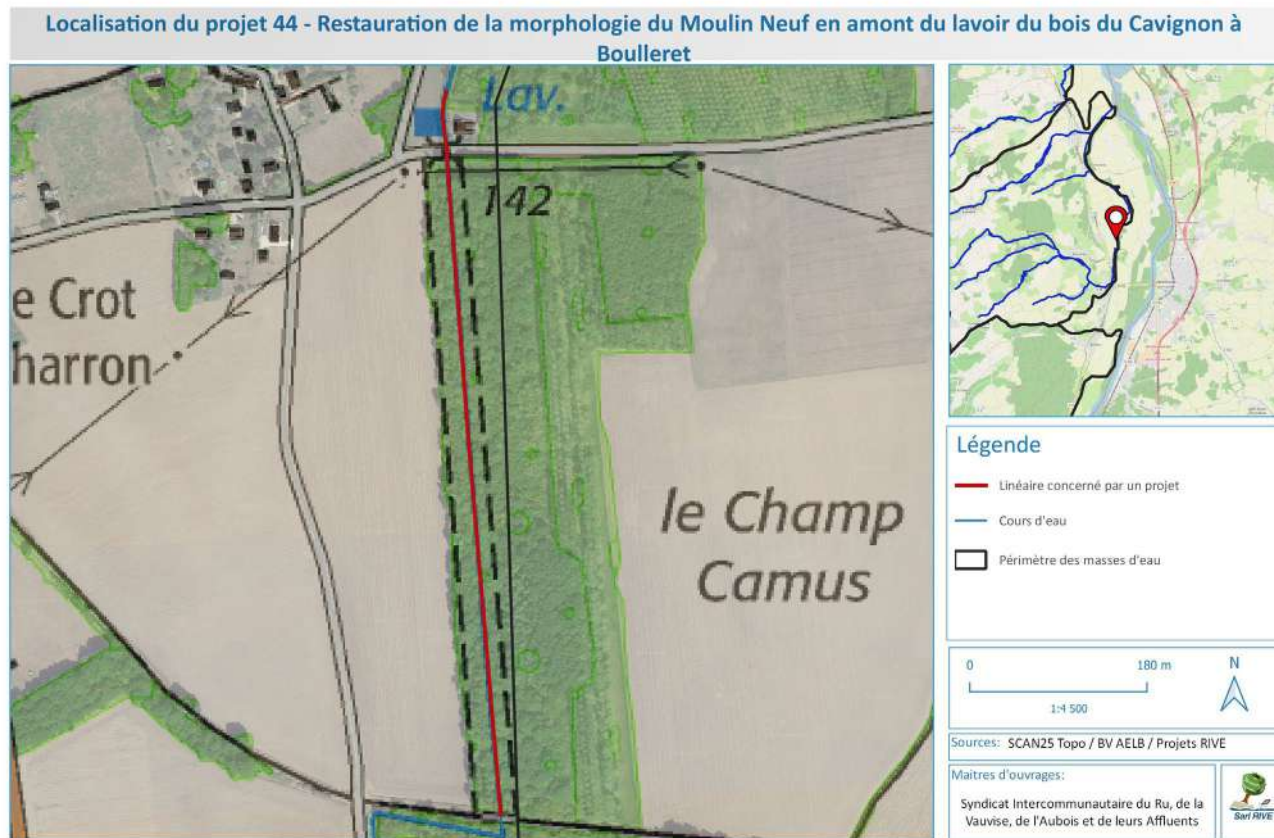 Localisation du projet 44 - Restauration de la morphologie du Moulin Neuf en amont du lavoir du bois du Cavignon à
Boulleret
Lav.
142
e Crot
harron
le Champ
Camus
Légende
Linéaire concerné par un projet
Cours d'eau
Périmètre des masses d'eau
0 180 m N
1:4 500
Sources: SCAN25 Topo / BV AELB / Projets RIVE
Maitres d'ouvrages:
Syndicat Intercommunautaire du Ru, de la
Vauvise, de l'Aubois et de leurs Affluents
Sarl RIVE